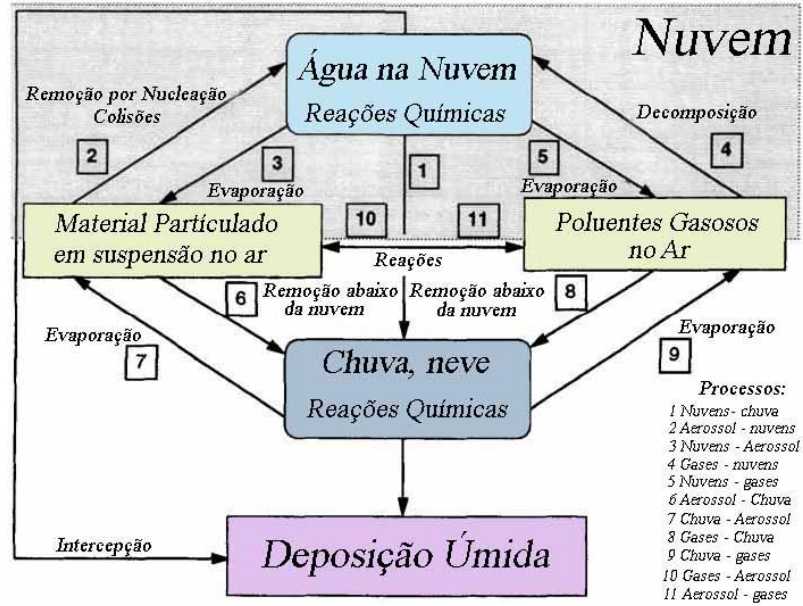 Nuvem
Água na Nuvem
Reações Químicas
Remoção por Nucleação
Colisões
Decomposição
2
3
1
5
4
Evaporação
Evaporação
Material Partículado
em suspensão no ar
10
11
Poluentes Gasosos
no Ar
Reações
6
Remoção abaixo
da nuvem
Remoção abaixo
da nuvem
8
Evaporação
7
Evaporação
9
Chuva, neve
Reações Químicas
Processos:
1 Nuvens- chuva
2 Aerossol - nuvens
3 Nuvens - Aerossol
4 Gases - nuvens
5 Nuvens - gases
6 Aerossol - Chuva
7 Chuva - Aerossol
8 Gases - Chuva
9 Chuva - gases
10 Gases - Aerossol
11 Aerossol - gases
Intercepção
Deposição Úmida